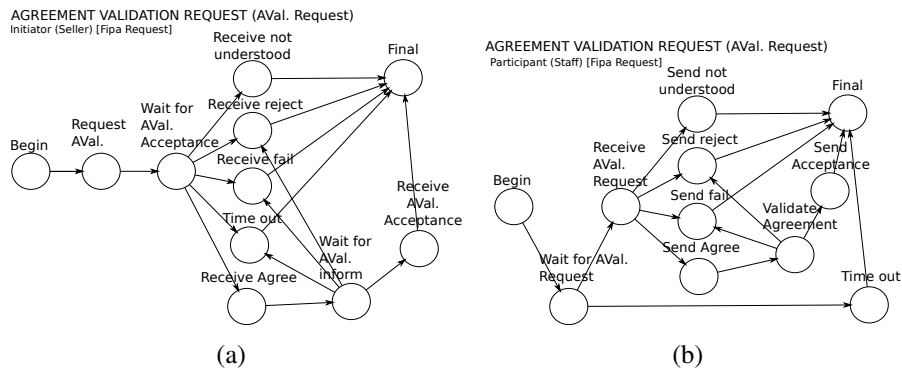 AGREEMENT VALIDATION REQUEST (AVal. Request)
Initiator (Seller) [Fipa Request]
Receive not
understood
Final
Receive reject
Wait for
AVal.
Acceptance
Request
AVal.
Begin
Receive fail
Receive
AVal.
Acceptance
Time out
Wait for
AVal.
inform
Receive Agree
(a)
AGREEMENT VALIDATION REQUEST (AVal. Request)
Participant (Staff) [Fipa Request]
Send not
understood
Final
Send reject
Receive
AVal.
Request
Send
Acceptance
Begin
Send fail
Validate
Agreement
Send Agree
Wait for AVal.
Request
Time out
(b)